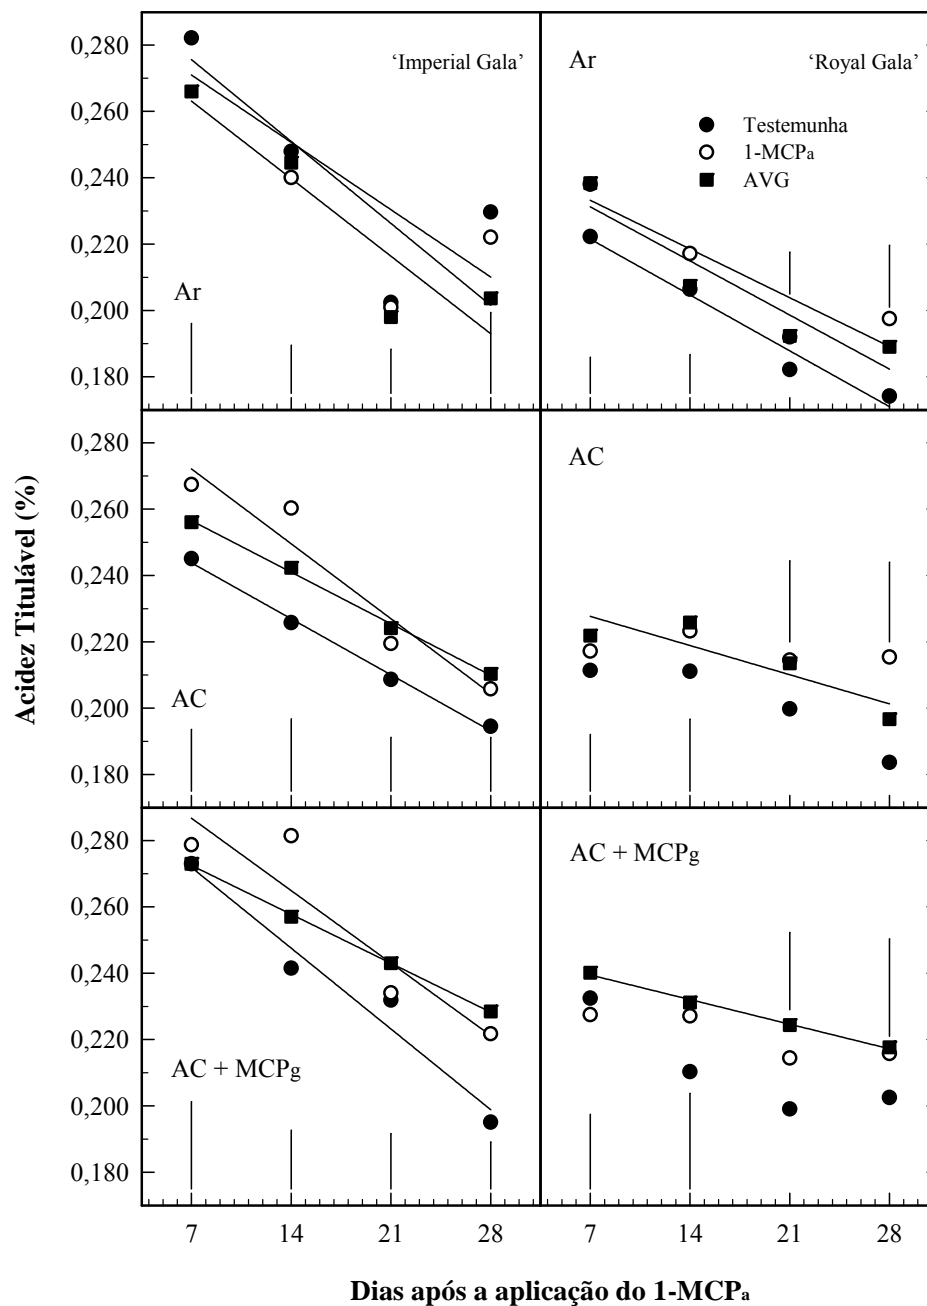 0,280
0,260
0,240
0,220
0,200
0,180
'Imperial Gala'
Ar
Ar
'Royal Gala'
Testemunha
1-MCPa
AVG
0,280
0,260
0,240
0,220
0,200
0,180
AC
AC
0,280
0,260
0,240
0,220
0,200
0,180
AC + MCPg
AC + MCPg
7 14 21 28
7 14 21 28
Acidez Titulável (%)
Dias após a aplicação do 1-MCPa